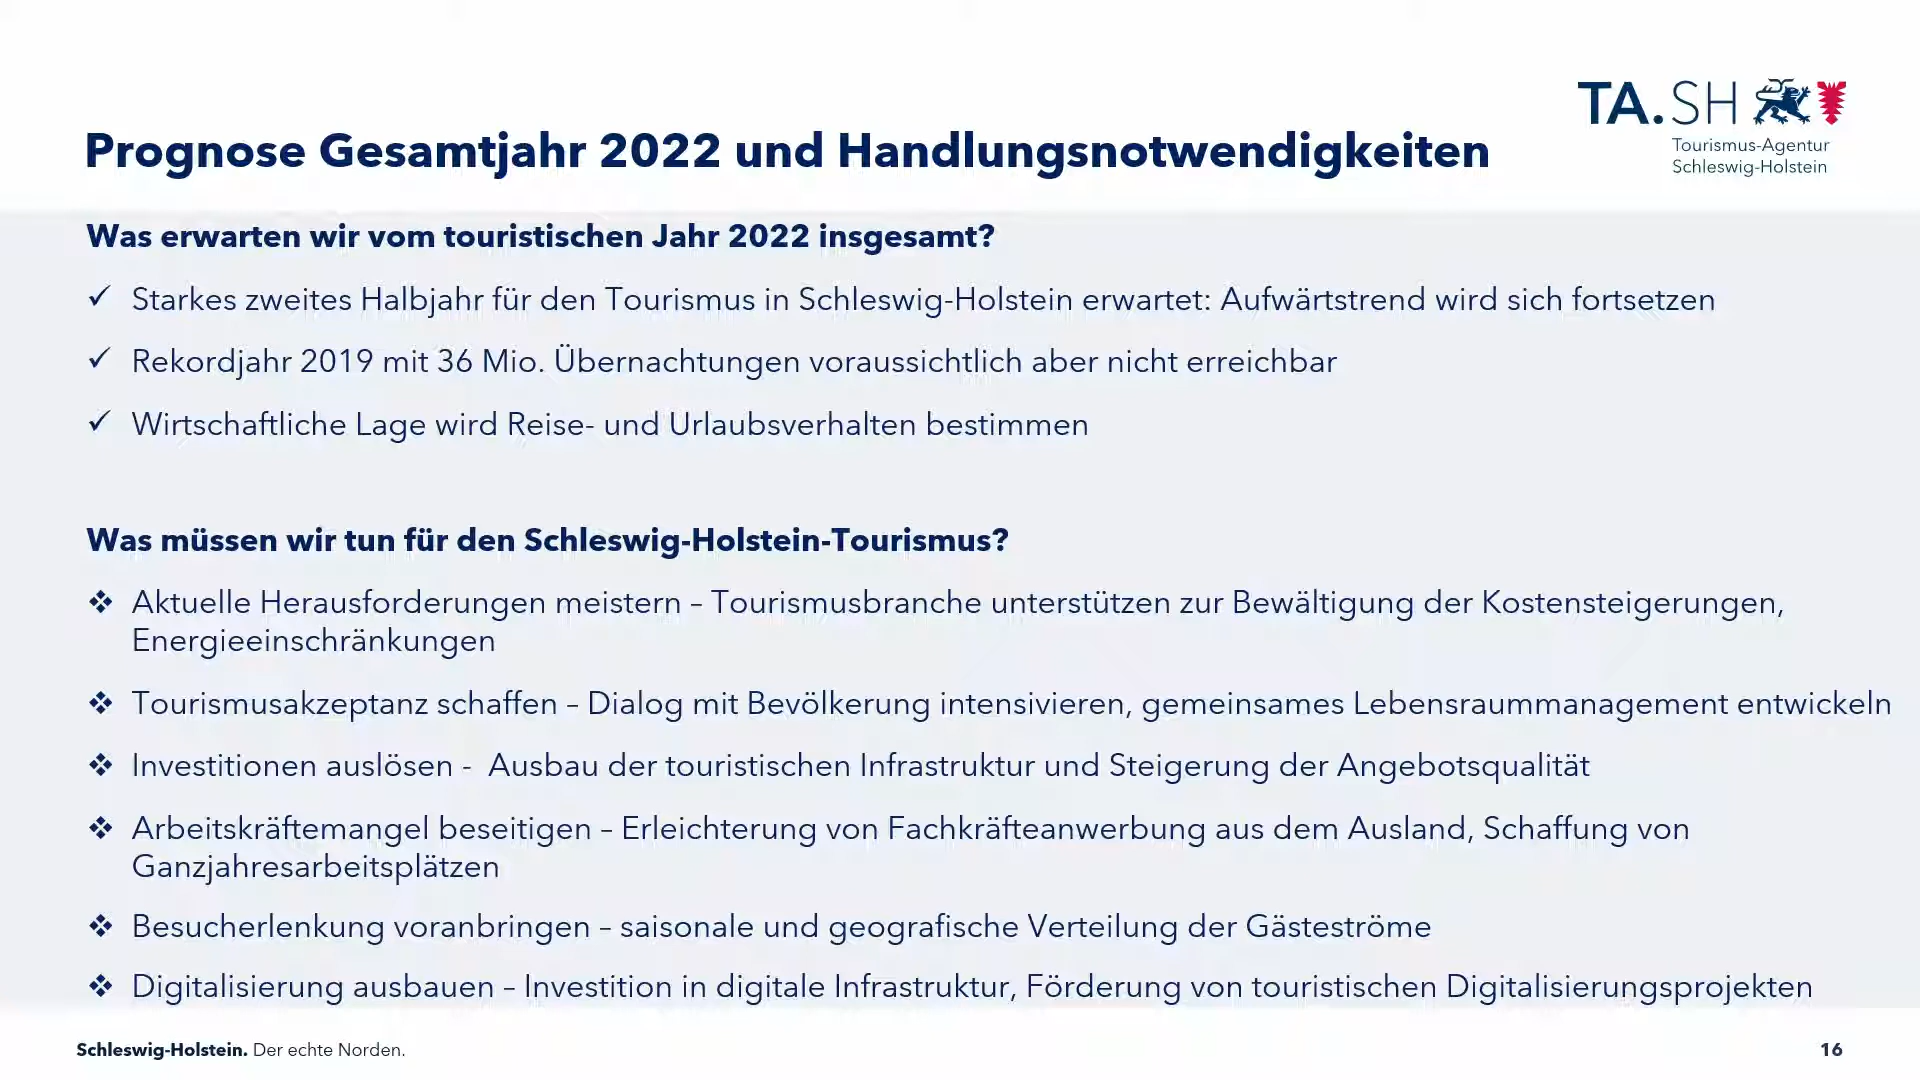 TA.SH
Tourismus-Agentur
Schleswig-Holstein
Prognose Gesamtjahr 2022 und Handlungsnotwendigkeiten
Was erwarten wir vom touristischen Jahr 2022 insgesamt?
✓ Starkes zweites Halbjahr für den Tourismus in Schleswig-Holstein erwartet: Aufwärtstrend wird sich fortsetzen
✓ Rekordjahr 2019 mit 36 Mio. Übernachtungen voraussichtlich aber nicht erreichbar
✓ Wirtschaftliche Lage wird Reise- und Urlaubsverhalten bestimmen
Was müssen wir tun für den Schleswig-Holstein-Tourismus?
❖ Aktuelle Herausforderungen meistern – Tourismusbranche unterstützen zur Bewältigung der Kostensteigerungen,
Energieeinschränkungen
❖ Tourismusakzeptanz schaffen – Dialog mit Bevölkerung intensivieren, gemeinsames Lebensraummanagement entwickeln
❖ Investitionen auslösen - Ausbau der touristischen Infrastruktur und Steigerung der Angebotsqualität
❖ Arbeitskräftemangel beseitigen – Erleichterung von Fachkräfteanwerbung aus dem Ausland, Schaffung von
Ganzjahresarbeitsplätzen
❖ Besucherlenkung voranbringen – saisonale und geografische Verteilung der Gästeströme
❖ Digitalisierung ausbauen – Investition in digitale Infrastruktur, Förderung von touristischen Digitalisierungsprojekten
Schleswig-Holstein. Der echte Norden.
16